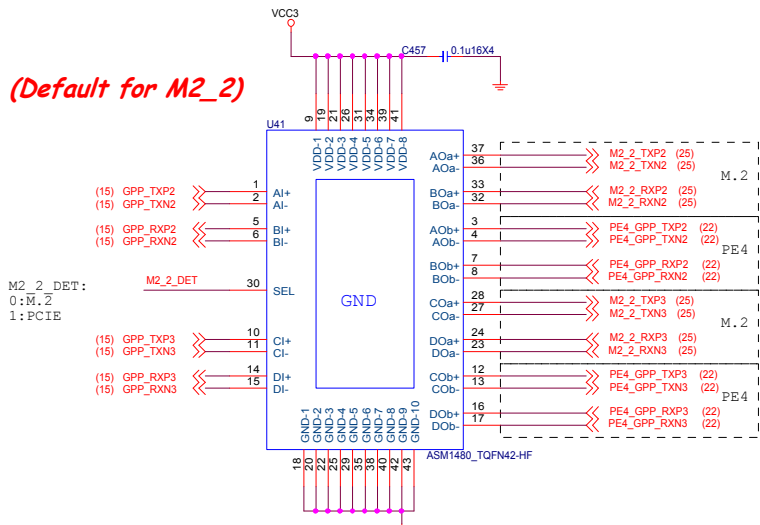 VCC3
C457 0.1u16X4
(Default for M2_2)
U41
9 19 21 26 31 34 39 41
VDD-1 VDD-2 VDD-3 VDD-4 VDD-5 VDD-6 VDD-7 VDD-8
AOa+ 37 M2_2_TXP2 (25)
AOa- 36 M2_2_TXN2 (25)
M.2
(15) GPP_TXP2 1 AI+
(15) GPP_TXN2 2 AI-
BOa+ 33 M2_2_RXP2 (25)
BOa- 32 M2_2_RXN2 (25)
(15) GPP_RXP2 5 BI+
(15) GPP_RXN2 6 BI-
AOb+ 3 PE4_GPP_TXP2 (22)
AOb- 4 PE4_GPP_TXN2 (22)
PE4
BOb+ 7 PE4_GPP_RXP2 (22)
BOb- 8 PE4_GPP_RXN2 (22)
M2_2_DET:
0:M.2
1:PCIE
M2_2_DET 30 SEL
GND
COa+ 28 M2_2_TXP3 (25)
COa- 27 M2_2_TXN3 (25)
M.2
(15) GPP_TXP3 10 CI+
(15) GPP_TXN3 11 CI-
DOa+ 24 M2_2_RXP3 (25)
DOa- 23 M2_2_RXN3 (25)
(15) GPP_RXP3 14 DI+
(15) GPP_RXN3 15 DI-
COb+ 12 PE4_GPP_TXP3 (22)
COb- 13 PE4_GPP_TXN3 (22)
PE4
DOb+ 16 PE4_GPP_RXP3 (22)
DOb- 17 PE4_GPP_RXN3 (22)
GND-1 GND-2 GND-3 GND-4 GND-5 GND-6 GND-7 GND-8 GND-9 GND-10
18 20 22 25 29 35 38 40 42 43
ASM1480_TQFN42-HF